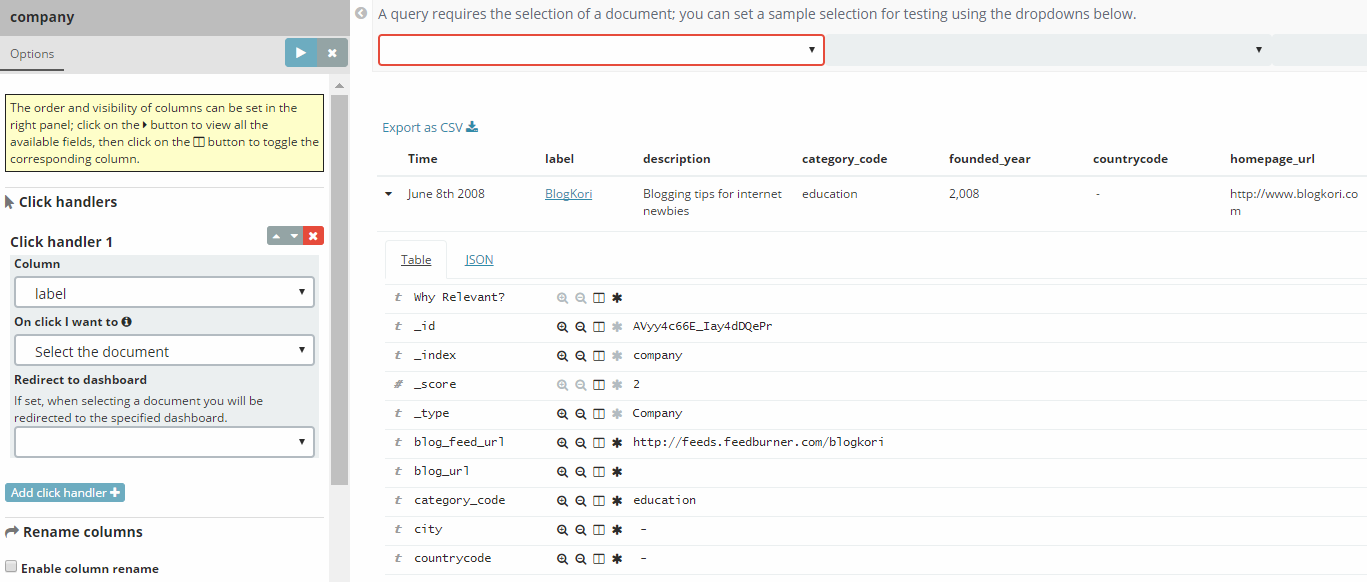 company
Options
The order and visibility of columns can be set in the
right panel; click on the button to view all the
available fields, then click on the button to toggle the
corresponding column.
Click handlers
Click handler 1
Column
label
On click I want to
Select the document
Redirect to dashboard
If set, when selecting a document you will be
redirected to the specified dashboard.
Add click handler
Rename columns
Enable column rename
A query requires the selection of a document; you can set a sample selection for testing using the dropdowns below.
Export as CSV
Time label description category_code founded_year countrycode homepage_url
June 8th 2008 BlogKori Blogging tips for internet education 2,008 - http://www.blogkori.co
newbies m
Table JSON
t Why Relevant?
t _id AVyy4c66E_Iay4dDQePr
t _index company
# _score 2
t _type Company
t blog_feed_url http://feeds.feedburner.com/blogkori
t blog_url
t category_code education
t city -
t countrycode -